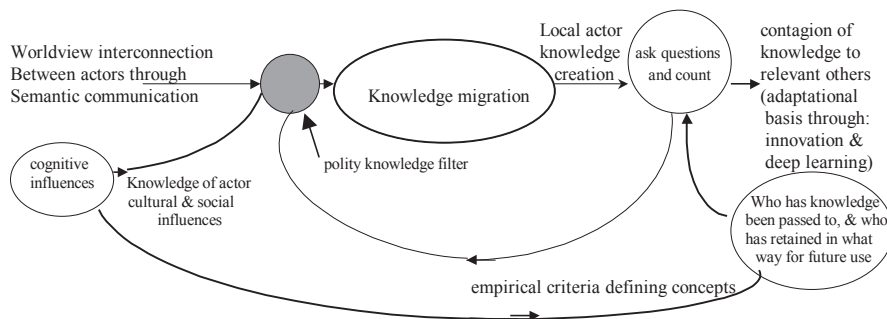 Worldview interconnection
Between actors through
Semantic communication
Knowledge migration
Local actor
knowledge
creation
ask questions
and count
contagion of
knowledge to
relevant others
(adaptational
basis through:
innovation &
deep learning)
polity knowledge filter
cognitive
influences
Knowledge of actor
cultural & social
influences
Who has knowledge
been passed to, & who
has retained in what
way for future use
empirical criteria defining concepts